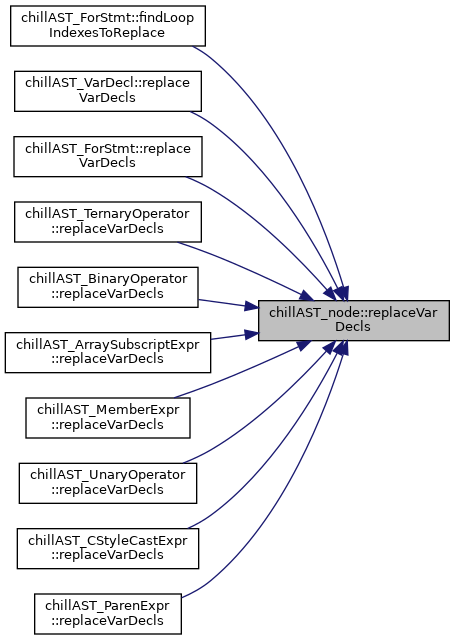 chillAST_ForStmt::findLoop
IndexesToReplace
chillAST_VarDecl::replace
VarDecls
chillAST_ForStmt::replace
VarDecls
chillAST_TernaryOperator
::replaceVarDecls
chillAST_BinaryOperator
::replaceVarDecls
chillAST_node::replaceVar
Decls
chillAST_ArraySubscriptExpr
::replaceVarDecls
chillAST_MemberExpr
::replaceVarDecls
chillAST_UnaryOperator
::replaceVarDecls
chillAST_CStyleCastExpr
::replaceVarDecls
chillAST_ParenExpr
::replaceVarDecls